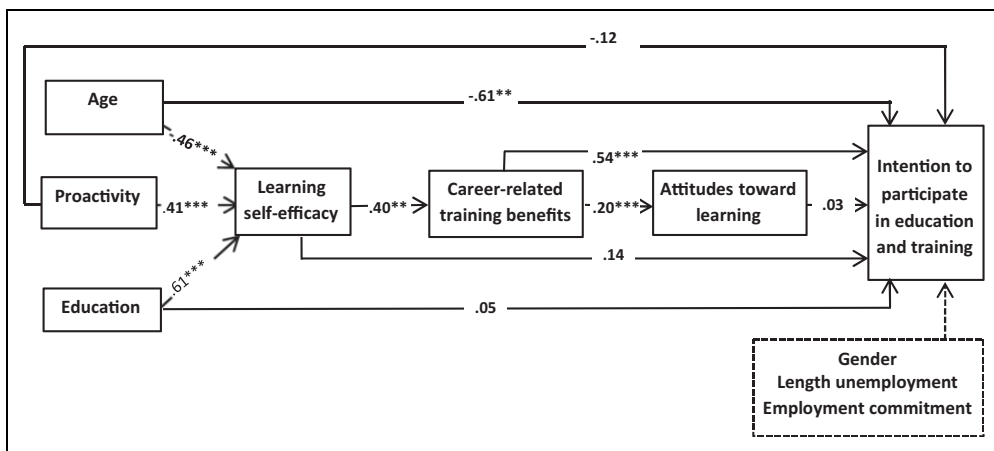 -.12
Age
-.61**
-.46***
.54***
Intention to
participate
in education
and training
Proactivity
.41***
Learning
self-efficacy
.40**
Career-related
training benefits
.20***
Attitudes toward
learning
.03
.61***
.14
Education
.05
Gender
Length unemployment
Employment commitment